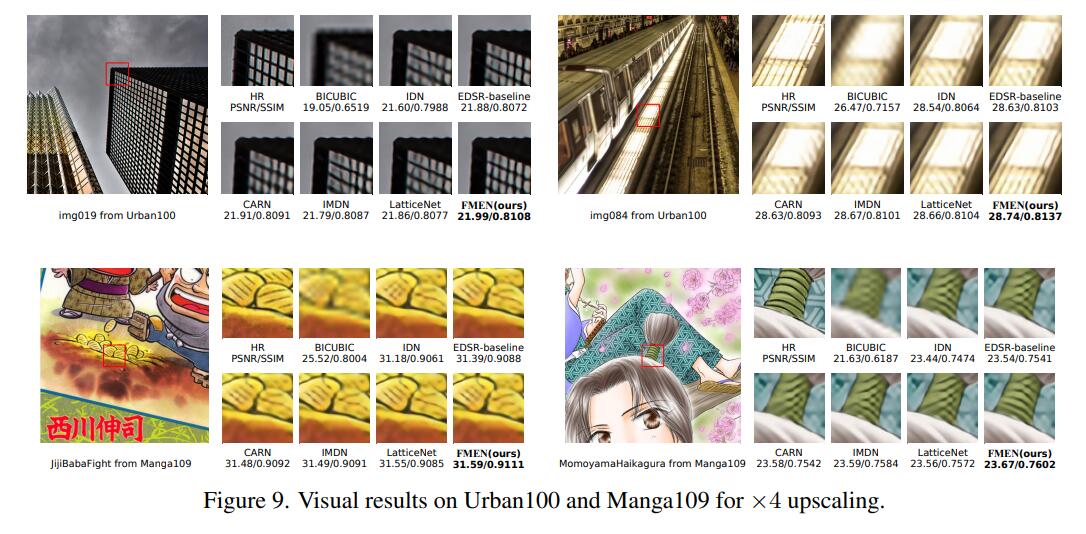 HR BICUBIC IDN EDSR-baseline
PSNR/SSIM 19.05/0.6519 21.60/0.7988 21.88/0.8072
CARN IMDN LatticeNet FMEN(ours)
21.91/0.8091 21.79/0.8087 21.86/0.8077 21.99/0.8108
img019 from Urban100
HR BICUBIC IDN EDSR-baseline
PSNR/SSIM 26.47/0.7157 28.54/0.8064 28.63/0.8103
CARN IMDN LatticeNet FMEN(ours)
28.63/0.8093 28.67/0.8101 28.66/0.8104 28.74/0.8137
img084 from Urban100
HR BICUBIC IDN EDSR-baseline
PSNR/SSIM 25.52/0.8004 31.18/0.9061 31.39/0.9088
西川伸司
CARN IMDN LatticeNet FMEN(ours)
31.48/0.9092 31.49/0.9091 31.55/0.9085 31.59/0.9111
JijiBabaFight from Manga109
HR BICUBIC IDN EDSR-baseline
PSNR/SSIM 21.63/0.6187 23.44/0.7474 23.54/0.7541
CARN IMDN LatticeNet FMEN(ours)
23.58/0.7542 23.59/0.7584 23.56/0.7572 23.67/0.7602
MomoyamaHaikagura from Manga109
Figure 9. Visual results on Urban100 and Manga109 for ×4 upscaling.